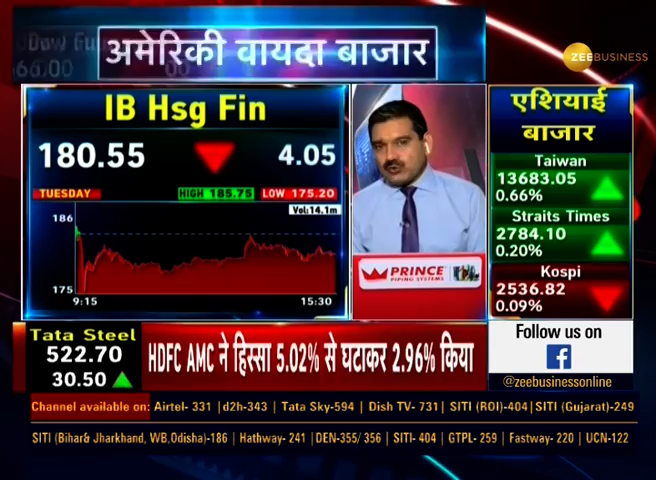 Dow Fu
अमेरिकी वायदा बाजार
ZEEBUSINESS
IB Hsg Fin
180.55 4.05
TUESDAY HIGH 185.75 LOW 175.20
Vol:14.1m
186
175
9:15 15:30
PRINCE
PIPING SYSTEMS
एशियाई
बाजार
Taiwan
13683.05
0.66%
Straits Times
2784.10
0.20%
Kospi
2536.82
0.09%
Tata Steel
522.70
30.50
HDFC AMC ने हिस्सा 5.02% से घटाकर 2.96% किया
Follow us on
@zeebusinessonline
Channel available on: Airtel- 331 |d2h-343 | Tata Sky-594 | Dish TV- 731| SITI (ROI)-404|SITI (Gujarat)-249
SITI (Bihar& Jharkhand, WB,Odisha)-186 | Hathway- 241 |DEN-355/ 356 | SITI- 404 | GTPL- 259 | Fastway- 220 | UCN-122